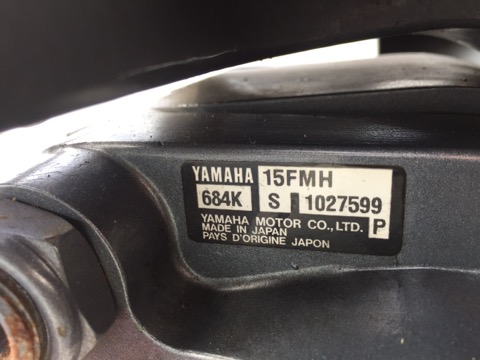 YAMAHA 15FMH
684K S 1027599
YAMAHA MOTOR CO., LTD. P
MADE IN JAPAN
PAYS D'ORIGINE JAPON